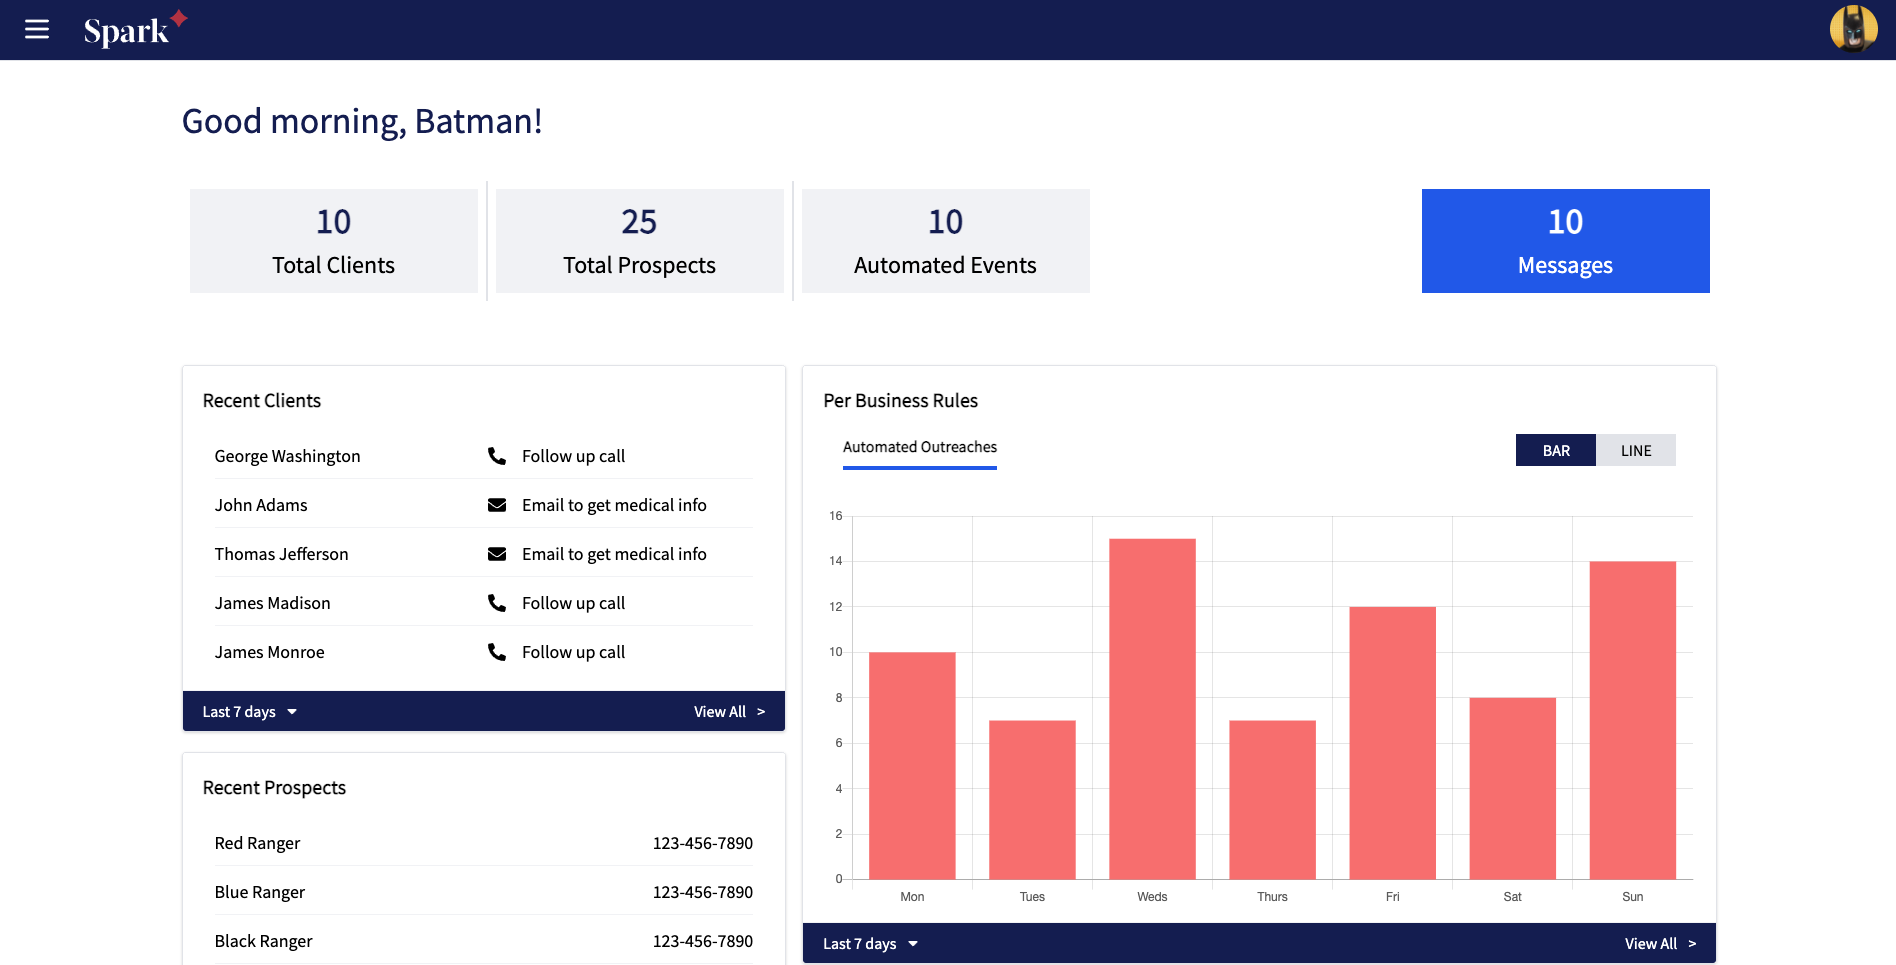 Spark
Good morning, Batman!
10
Total Clients
25
Total Prospects
10
Automated Events
10
Messages
Recent Clients
George Washington Follow up call
John Adams Email to get medical info
Thomas Jefferson Email to get medical info
James Madison Follow up call
James Monroe Follow up call
Last 7 days View All >
Recent Prospects
Red Ranger 123-456-7890
Blue Ranger 123-456-7890
Black Ranger 123-456-7890
Per Business Rules
Automated Outreaches
BAR LINE
16
14
12
10
8
6
4
2
0
Mon Tues Weds Thurs Fri Sat Sun
Last 7 days View All >